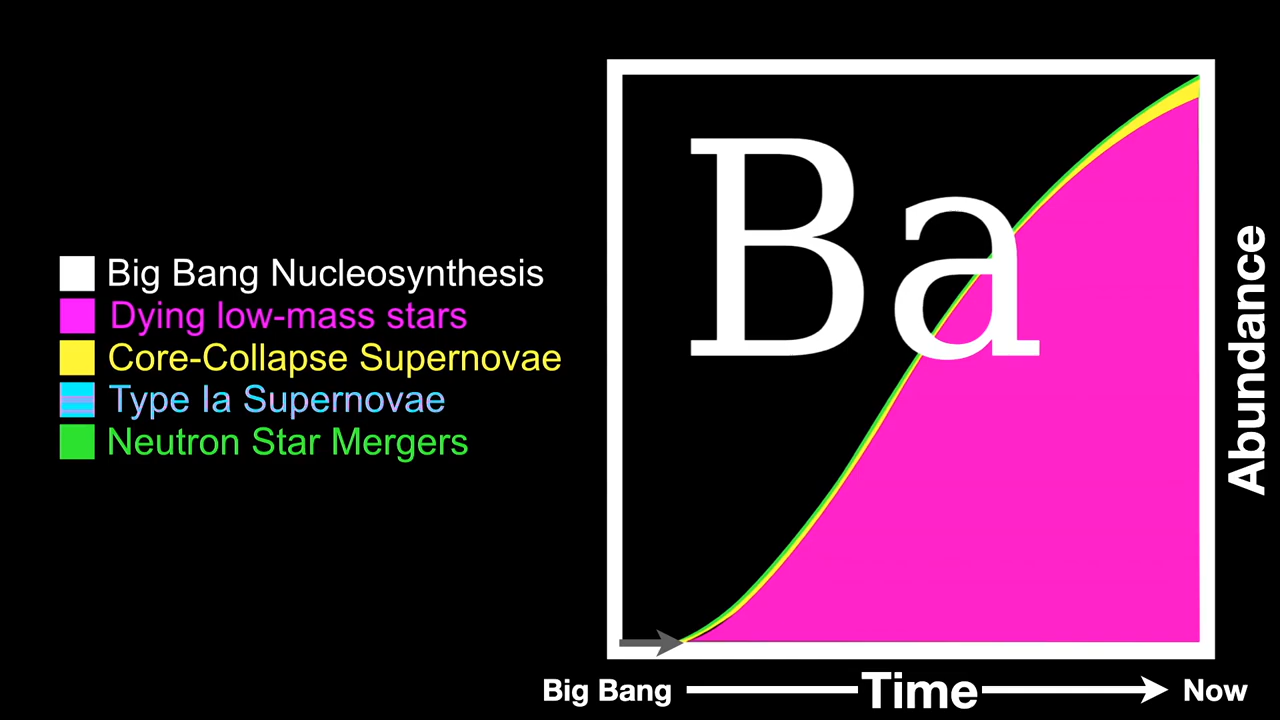 Big Bang Nucleosynthesis
Dying low-mass stars
Core-Collapse Supernovae
Type Ia Supernovae
Neutron Star Mergers
Ba
Abundance
Big Bang Time Now